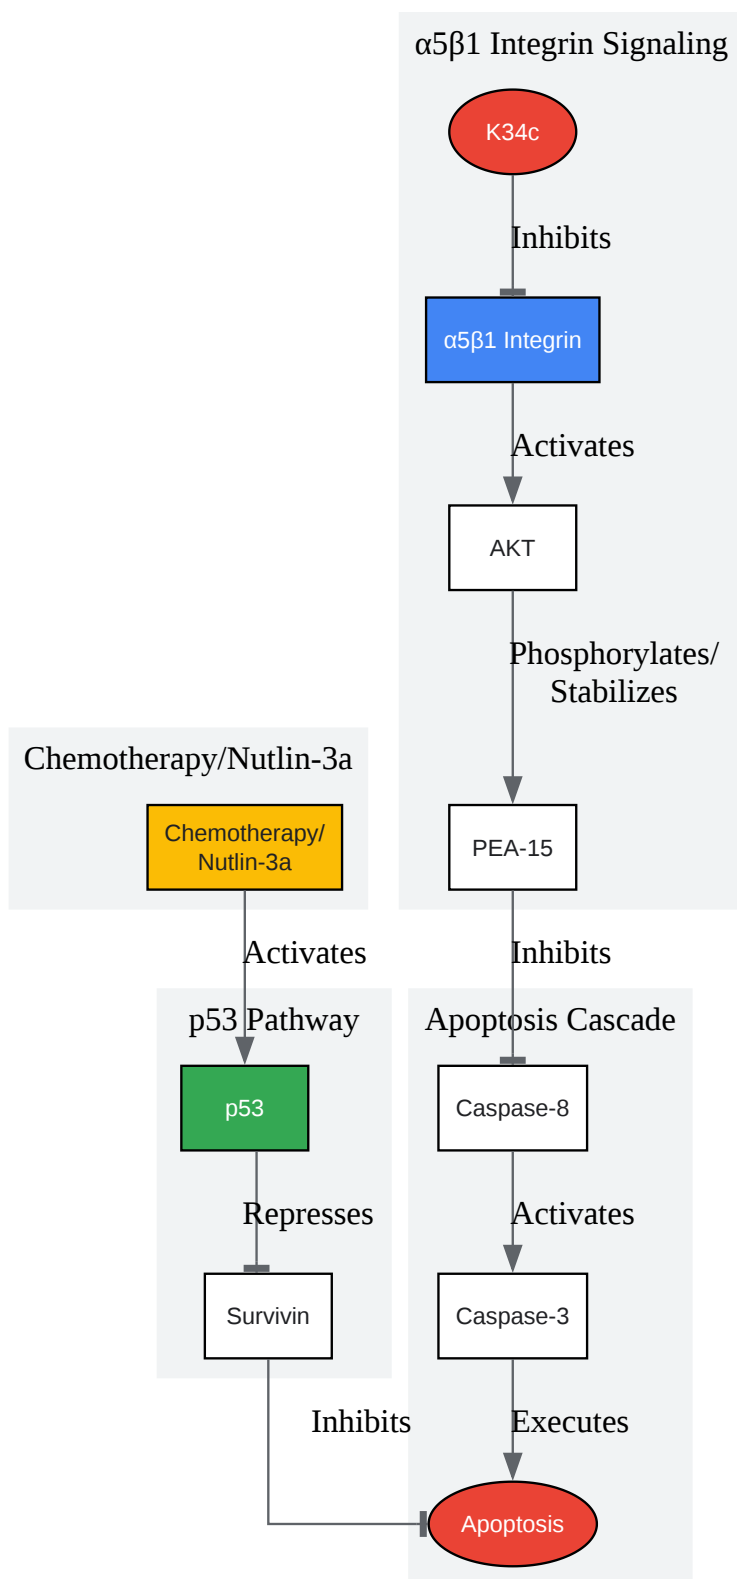 α5β1 Integrin Signaling
K34c
Inhibits
α5β1 Integrin
Activates
AKT
Phosphorylates/
Stabilizes
Chemotherapy/Nutlin-3a
Chemotherapy/
Nutlin-3a
PEA-15
Activates
Inhibits
p53 Pathway
Apoptosis Cascade
p53
Caspase-8
Represses
Activates
Survivin
Caspase-3
Inhibits
Executes
Apoptosis